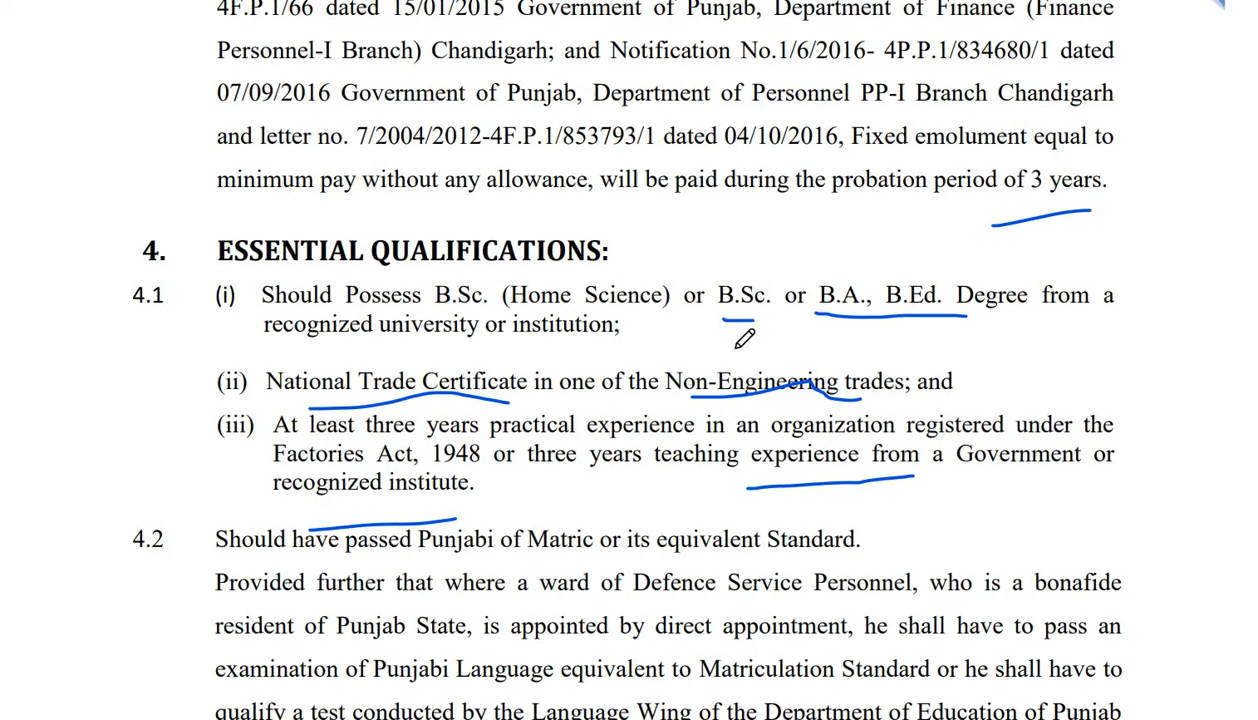 4F.P.1/66 dated 15/01/2015 Government of Punjab, Department of Finance (Finance
Personnel-I Branch) Chandigarh; and Notification No.1/6/2016- 4P.P.1/834680/1 dated
07/09/2016 Government of Punjab, Department of Personnel PP-I Branch Chandigarh
and letter no. 7/2004/2012-4F.P.1/853793/1 dated 04/10/2016, Fixed emolument equal to
minimum pay without any allowance, will be paid during the probation period of 3 years.
4. ESSENTIAL QUALIFICATIONS:
4.1 (i) Should Possess B.Sc. (Home Science) or B.Sc. or B.A., B.Ed. Degree from a
recognized university or institution;
(ii) National Trade Certificate in one of the Non-Engineering trades; and
(iii) At least three years practical experience in an organization registered under the
Factories Act, 1948 or three years teaching experience from a Government or
recognized institute.
4.2 Should have passed Punjabi of Matric or its equivalent Standard.
Provided further that where a ward of Defence Service Personnel, who is a bonafide
resident of Punjab State, is appointed by direct appointment, he shall have to pass an
examination of Punjabi Language equivalent to Matriculation Standard or he shall have to
qualify a test conducted by the Language Wing of the Department of Education of Punjab